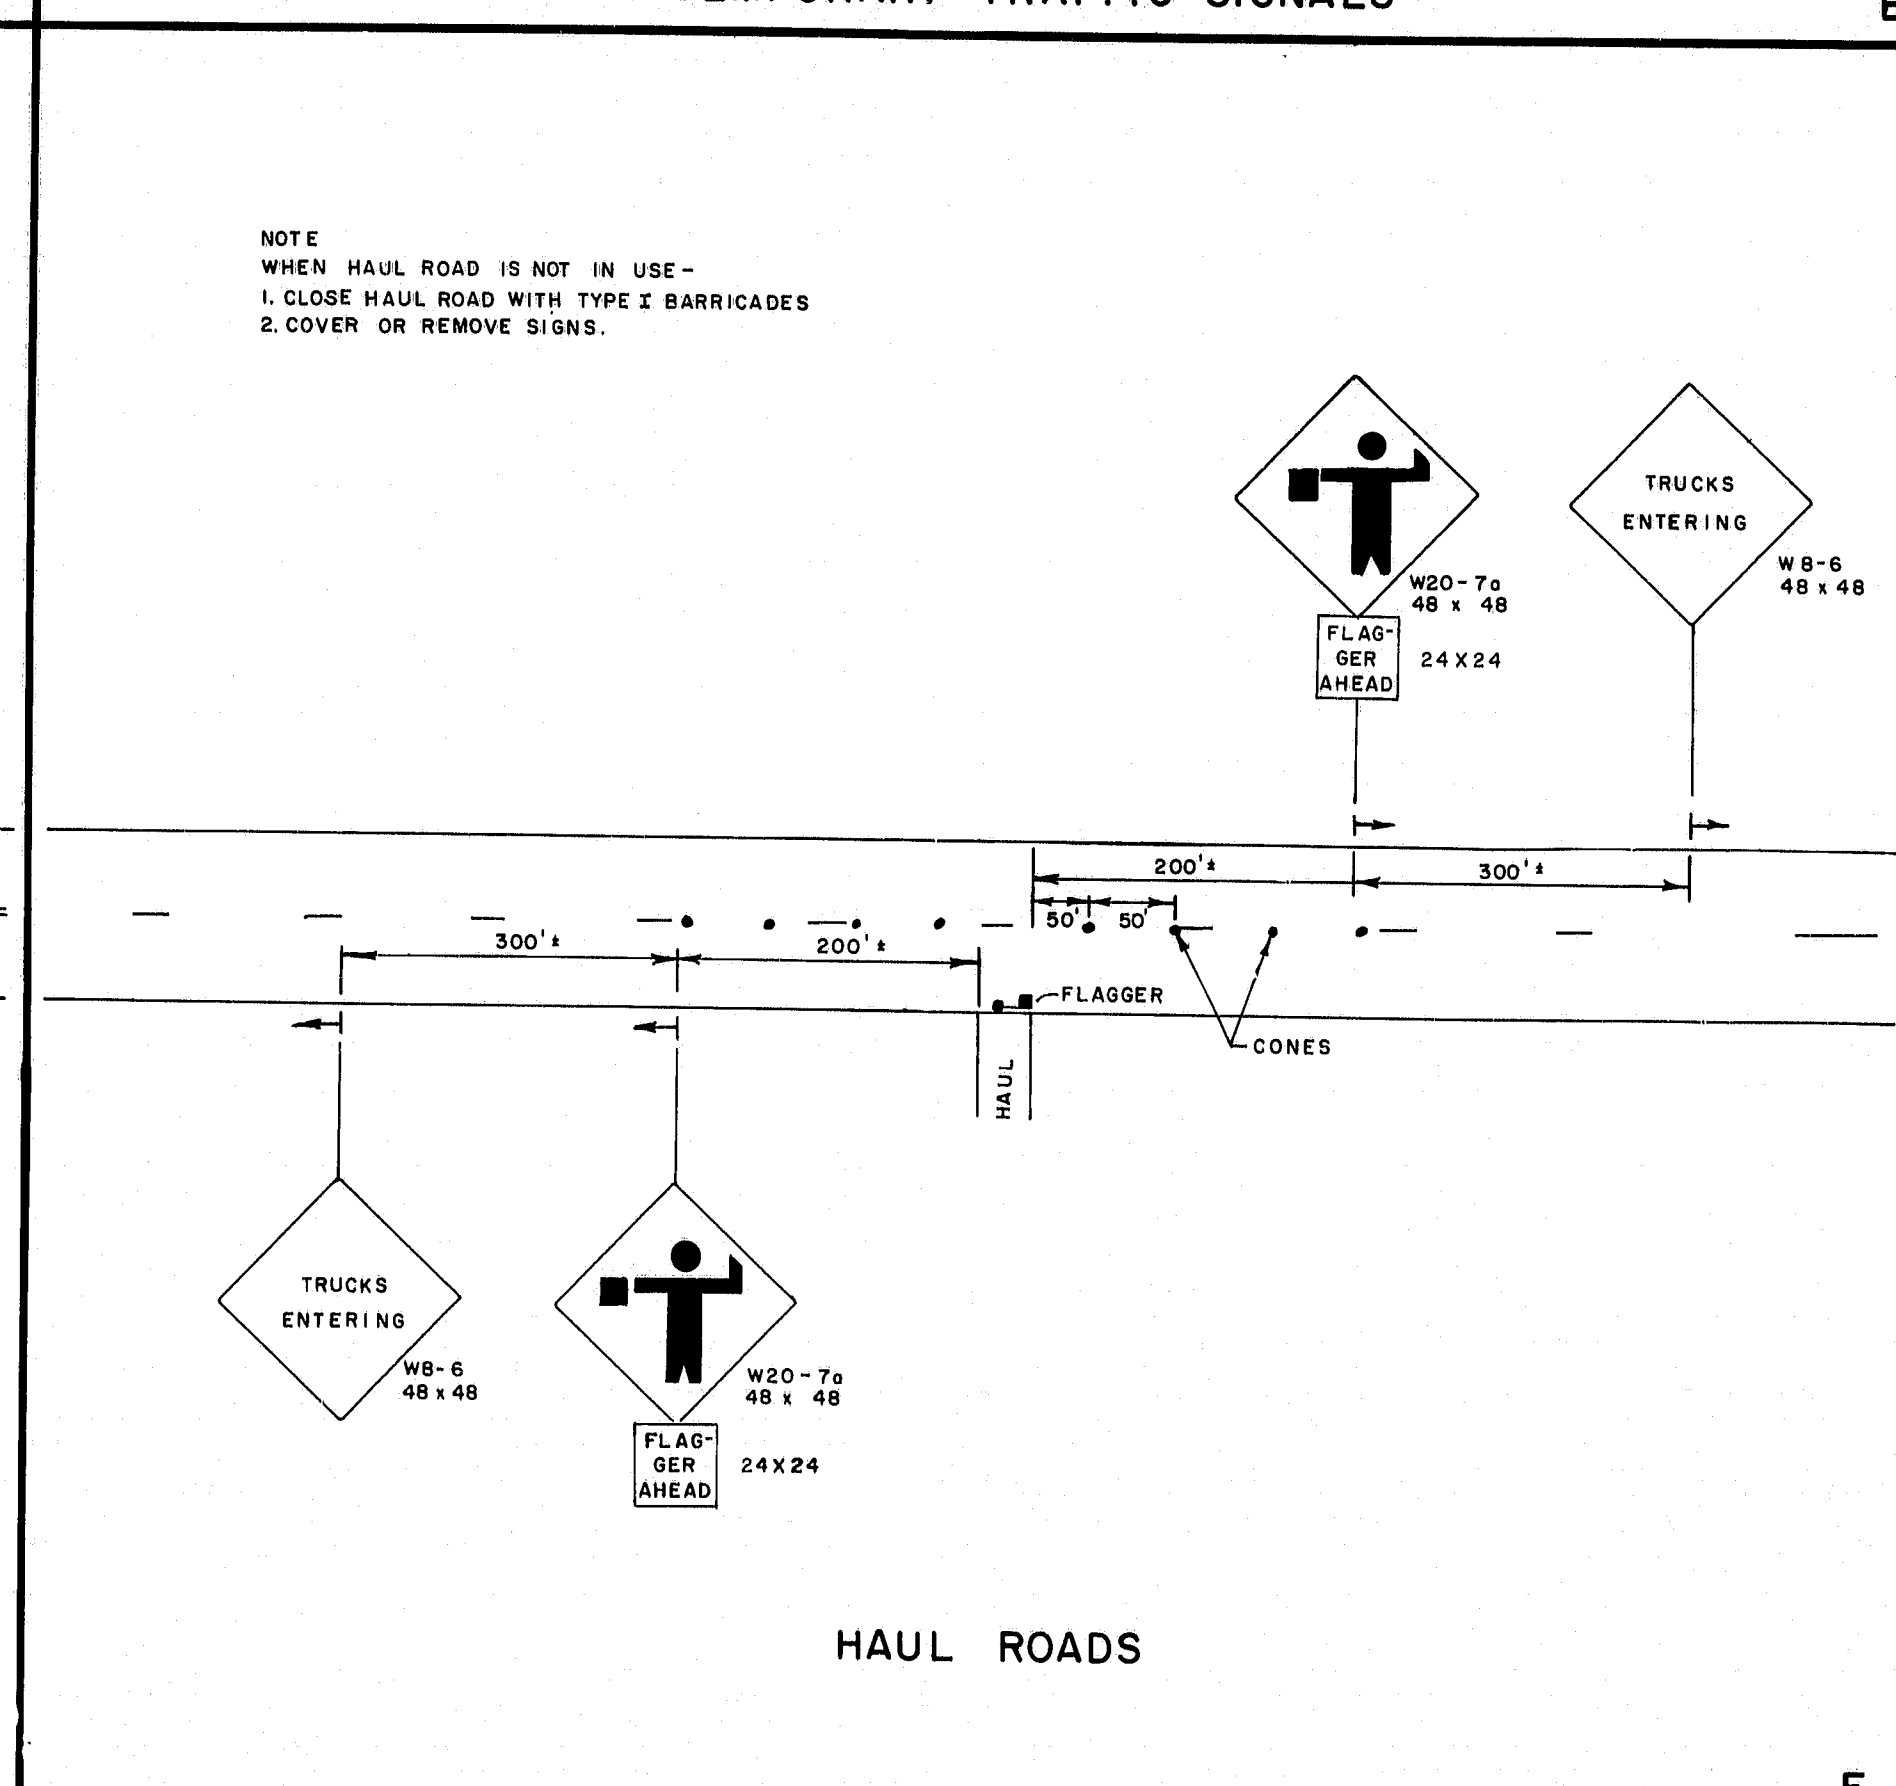 TRAFFIC SIGNALS
NOTE
WHEN HAUL ROAD IS NOT IN USE-
1. CLOSE HAUL ROAD WITH TYPE I BARRICADES
2. COVER OR REMOVE SIGNS.
TRUCKS
ENTERING
W8-6
48 x 48
W20-7a
48 x 48
FLAG-
GER
AHEAD
24X24
200'±
300'±
50'
50'
300'±
200'±
FLAGGER
CONES
HAUL
TRUCKS
ENTERING
W8-6
48 x 48
W20-7a
48 x 48
FLAG-
GER
AHEAD
24X24
HAUL ROADS